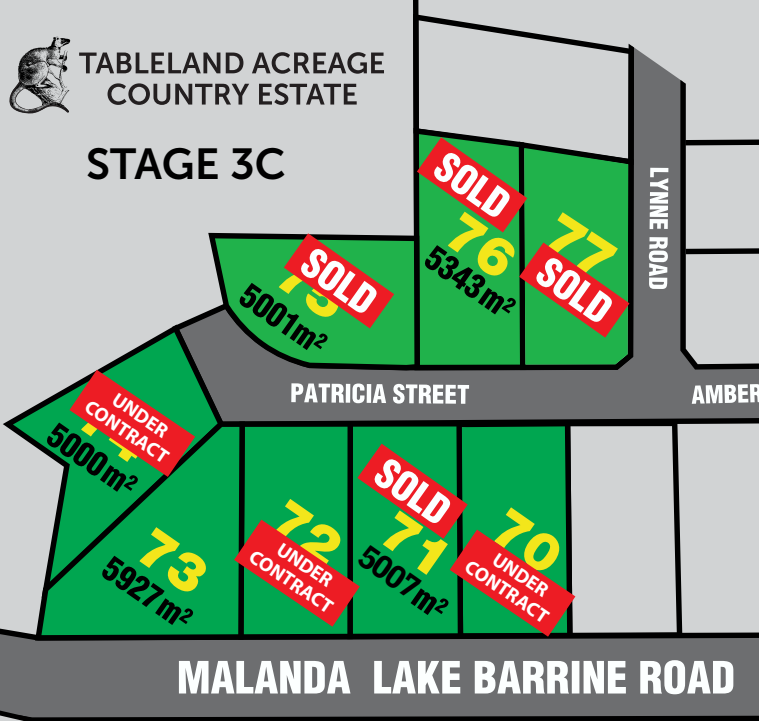 TABLELAND ACREAGE
COUNTRY ESTATE
STAGE 3C
SOLD
76
5343m²
77
SOLD
LYNNE ROAD
SOLD
75
5001m²
PATRICIA STREET
AMBER
UNDER
CONTRACT
5000m²
73
5927m²
72
UNDER
CONTRACT
SOLD
71
5007m²
70
UNDER
CONTRACT
MALANDA LAKE BARRINE ROAD